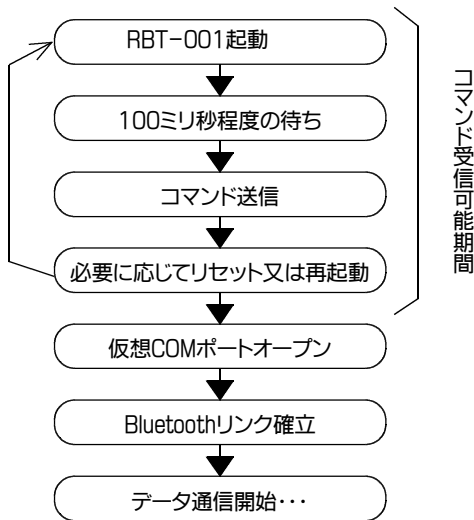 RBT-001起動
100ミリ秒程度の待ち
コマンド送信
必要に応じてリセット又は再起動
仮想COMポートオープン
Bluetoothリンク確立
データ通信開始・・・
コマンド受信可能期間